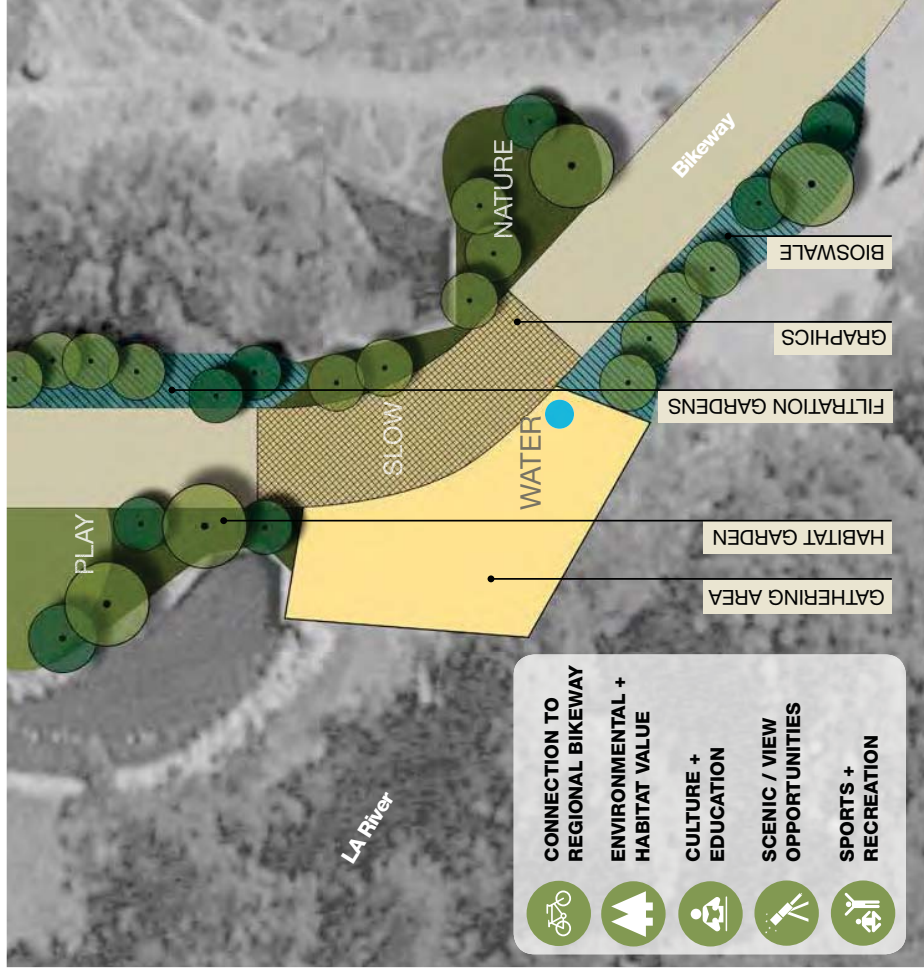 PLAY
NATURE
Bikeway
SLOW
WATER
BIOSWALE
GRAPHICS
FILTRATION GARDENS
HABITAT GARDEN
GATHERING AREA
LA River
CONNECTION TO
REGIONAL BIKEWAY
ENVIRONMENTAL +
HABITAT VALUE
CULTURE +
EDUCATION
SCENIC / VIEW
OPPORTUNITIES
SPORTS +
RECREATION